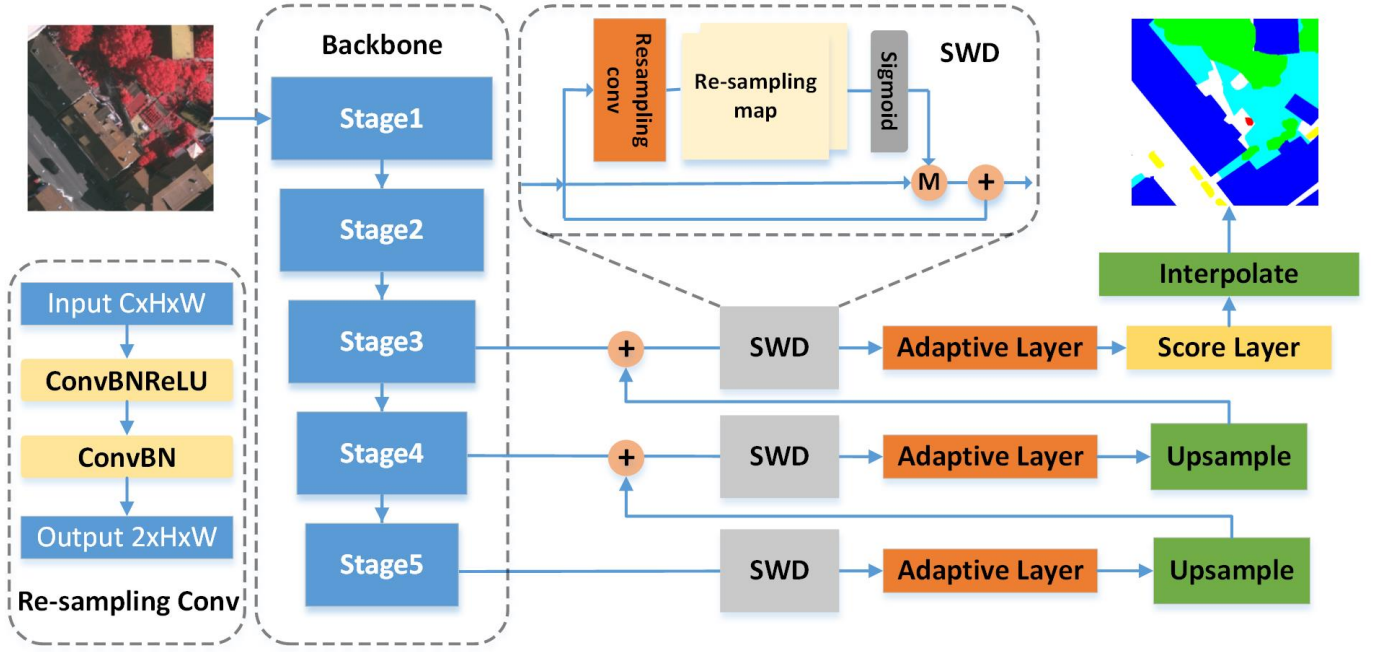 Backbone
Stage1
Stage2
Stage3
Stage4
Stage5
Input CxHxW
ConvBNReLU
ConvBN
Output 2xHxW
Re-sampling Conv
SWD
Resampling
conv
Re-sampling
map
Sigmoid
M
+
+
SWD
Adaptive Layer
Score Layer
Interpolate
+
SWD
Adaptive Layer
Upsample
SWD
Adaptive Layer
Upsample